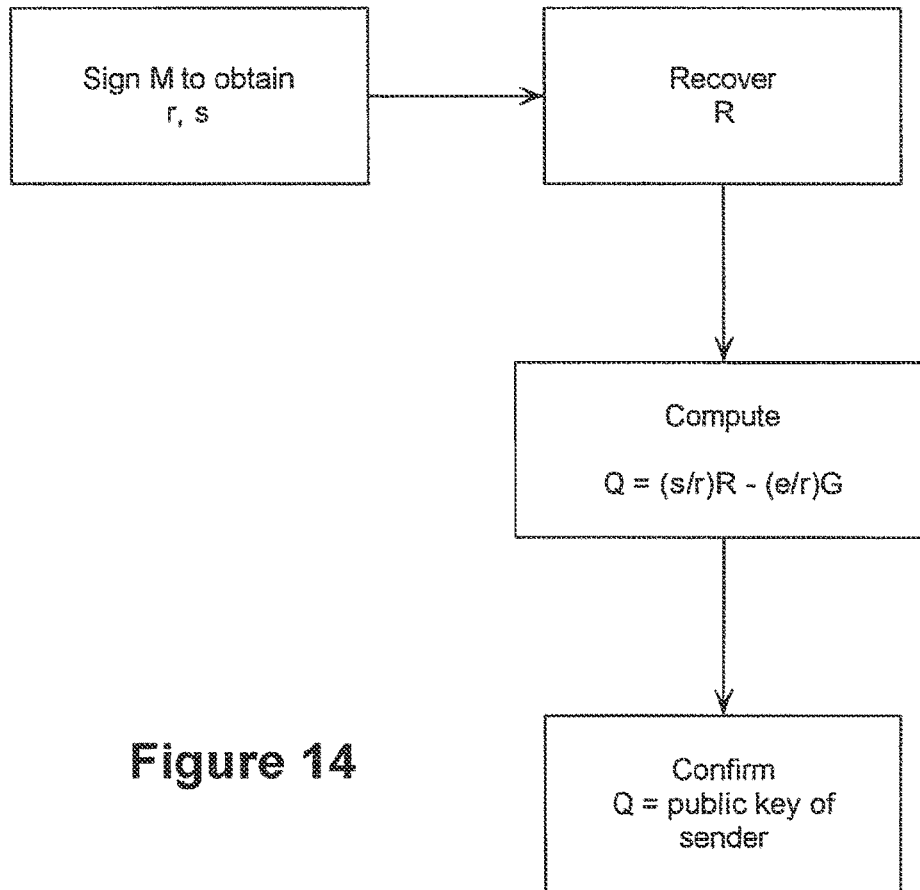 Sign M to obtain
r, s
Recover
R
Compute
Q = (s/r)R - (e/r)G
Confirm
Q = public key of
sender
Figure 14